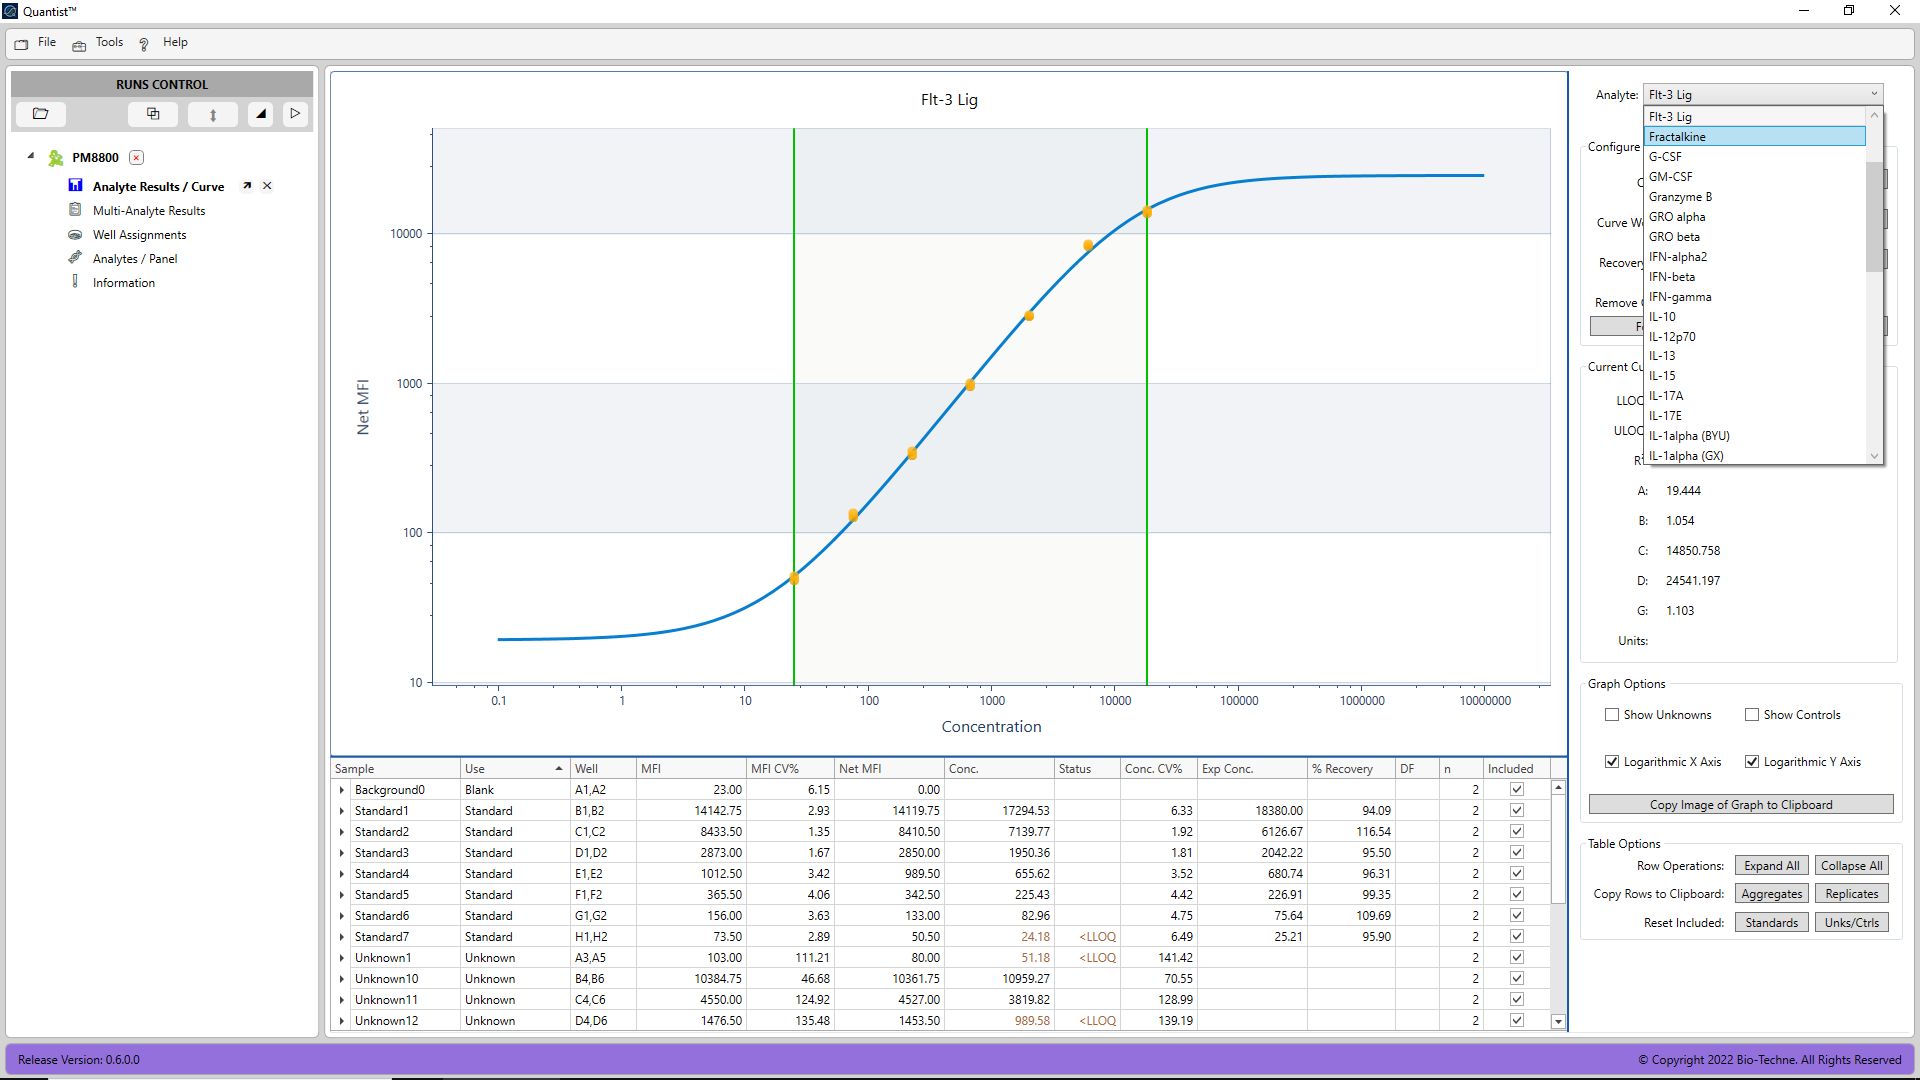 Quantist™
File Tools Help
RUNS CONTROL
PM8800
Analyte Results / Curve
Multi-Analyte Results
Well Assignments
Analytes / Panel
Information
Flt-3 Lig
Net MFI
10000
1000
100
10
0.1 1 10 100 1000 10000 100000 1000000 10000000
Concentration
Sample Use Well MFI MFI CV% Net MFI Conc. Status Conc. CV% Exp Conc. % Recovery DF n Included
Background0 Blank A1,A2 23.00 6.15 0.00 2
Standard1 Standard B1,B2 14142.75 2.93 14119.75 17294.53 6.33 18380.00 94.09 2
Standard2 Standard C1,C2 8433.50 1.35 8410.50 7139.77 1.92 6126.67 116.54 2
Standard3 Standard D1,D2 2873.00 1.67 2850.00 1950.36 1.81 2042.22 95.50 2
Standard4 Standard E1,E2 1012.50 3.42 989.50 655.62 3.52 680.74 96.31 2
Standard5 Standard F1,F2 365.50 4.06 342.50 225.43 4.42 226.91 99.35 2
Standard6 Standard G1,G2 156.00 3.63 133.00 82.96 4.75 75.64 109.69 2
Standard7 Standard H1,H2 73.50 2.89 50.50 24.18 <LLOQ 6.49 25.21 95.90 2
Unknown1 Unknown A3,A5 103.00 111.21 80.00 51.18 <LLOQ 141.42 2
Unknown10 Unknown B4,B6 10384.75 46.68 10361.75 10959.27 70.55 2
Unknown11 Unknown C4,C6 4550.00 124.92 4527.00 3819.82 128.99 2
Unknown12 Unknown D4,D6 1476.50 135.48 1453.50 989.58 <LLOQ 139.19 2
Analyte: Flt-3 Lig
Flt-3 Lig
Fractalkine
G-CSF
GM-CSF
Granzyme B
GRO alpha
GRO beta
IFN-alpha2
IFN-beta
IFN-gamma
IL-10
IL-12p70
IL-13
IL-15
IL-17A
IL-17E
IL-1alpha (BYU)
IL-1alpha (GX)
Configure
Recovery
Remove
LLOQ
ULOQ
A: 19.444
B: 1.054
C: 14850.758
D: 24541.197
G: 1.103
Units:
Graph Options
Show Unknowns Show Controls
Logarithmic X Axis Logarithmic Y Axis
Copy Image of Graph to Clipboard
Table Options
Row Operations: Expand All Collapse All
Copy Rows to Clipboard: Aggregates Replicates
Reset Included: Standards Unks/Ctrls
Release Version: 0.6.0.0
© Copyright 2022 Bio-Techne. All Rights Reserved